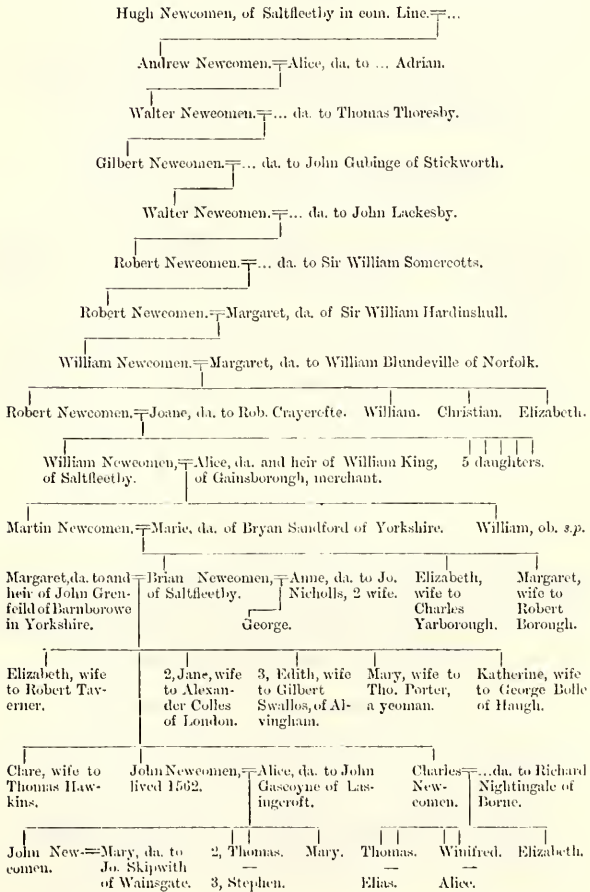 Hugh Newcomen, of Saltfleetby in com. Linc. = ...
Andrew Newcomen. = Alice, da. to ... Adrian.
Walter Newcomen. = ... da. to Thomas Thoresby.
Gilbert Newcomen. = ... da. to John Gubinge of Stickworth.
Walter Newcomen. = ... da. to John Lackesby.
Robert Newcomen. = ... da. to Sir William Somercotts.
Robert Newcomen. = Margaret, da. of Sir William Hardinshull.
William Newcomen. = Margaret, da. to William Blundeville of Norfolk.
Robert Newcomen. = Joane, da. to Rob. Craycrofte. William. Christian. Elizabeth.
William Newcomen, = Alice, da. and heir of William King, 5 daughters.
of Saltfleetby. of Gainsborough, merchant.
Martin Newcomen. = Marie, da. of Bryan Sandford of Yorkshire. William, ob. s.p.
Margaret, da. to and = Brian Newcomen, = Anne, da. to Jo. Elizabeth, Margaret,
heir of John Gren- of Saltfleetby. Nicholls, 2 wife. wife to wife to
feild of Barnborowe Charles Robert
in Yorkshire. George. Yarborough. Borough.
Elizabeth, wife 2, Jane, wife 3, Edith, wife Mary, wife to Katherine, wife
to Robert Tav- to Alexan- to Gilbert Tho. Porter, to George Bolle
erner. der Colles Swallos, of Al- a yeoman. of Haugh.
of London. vingham.
Clare, wife to John Newcomen, = Alice, da. to John Charles = ... da. to Richard
Thomas Haw- lived 1562. Gascoyne of Las- New- Nightingale of
kins. ingcroft. comen. Borne.
John New- = Mary, da. to 2, Thomas. Mary. Thomas. Winifred. Elizabeth.
comen. Jo. Skipwith — — —
of Wainsgate. 3, Stephen. Elias. Alice.